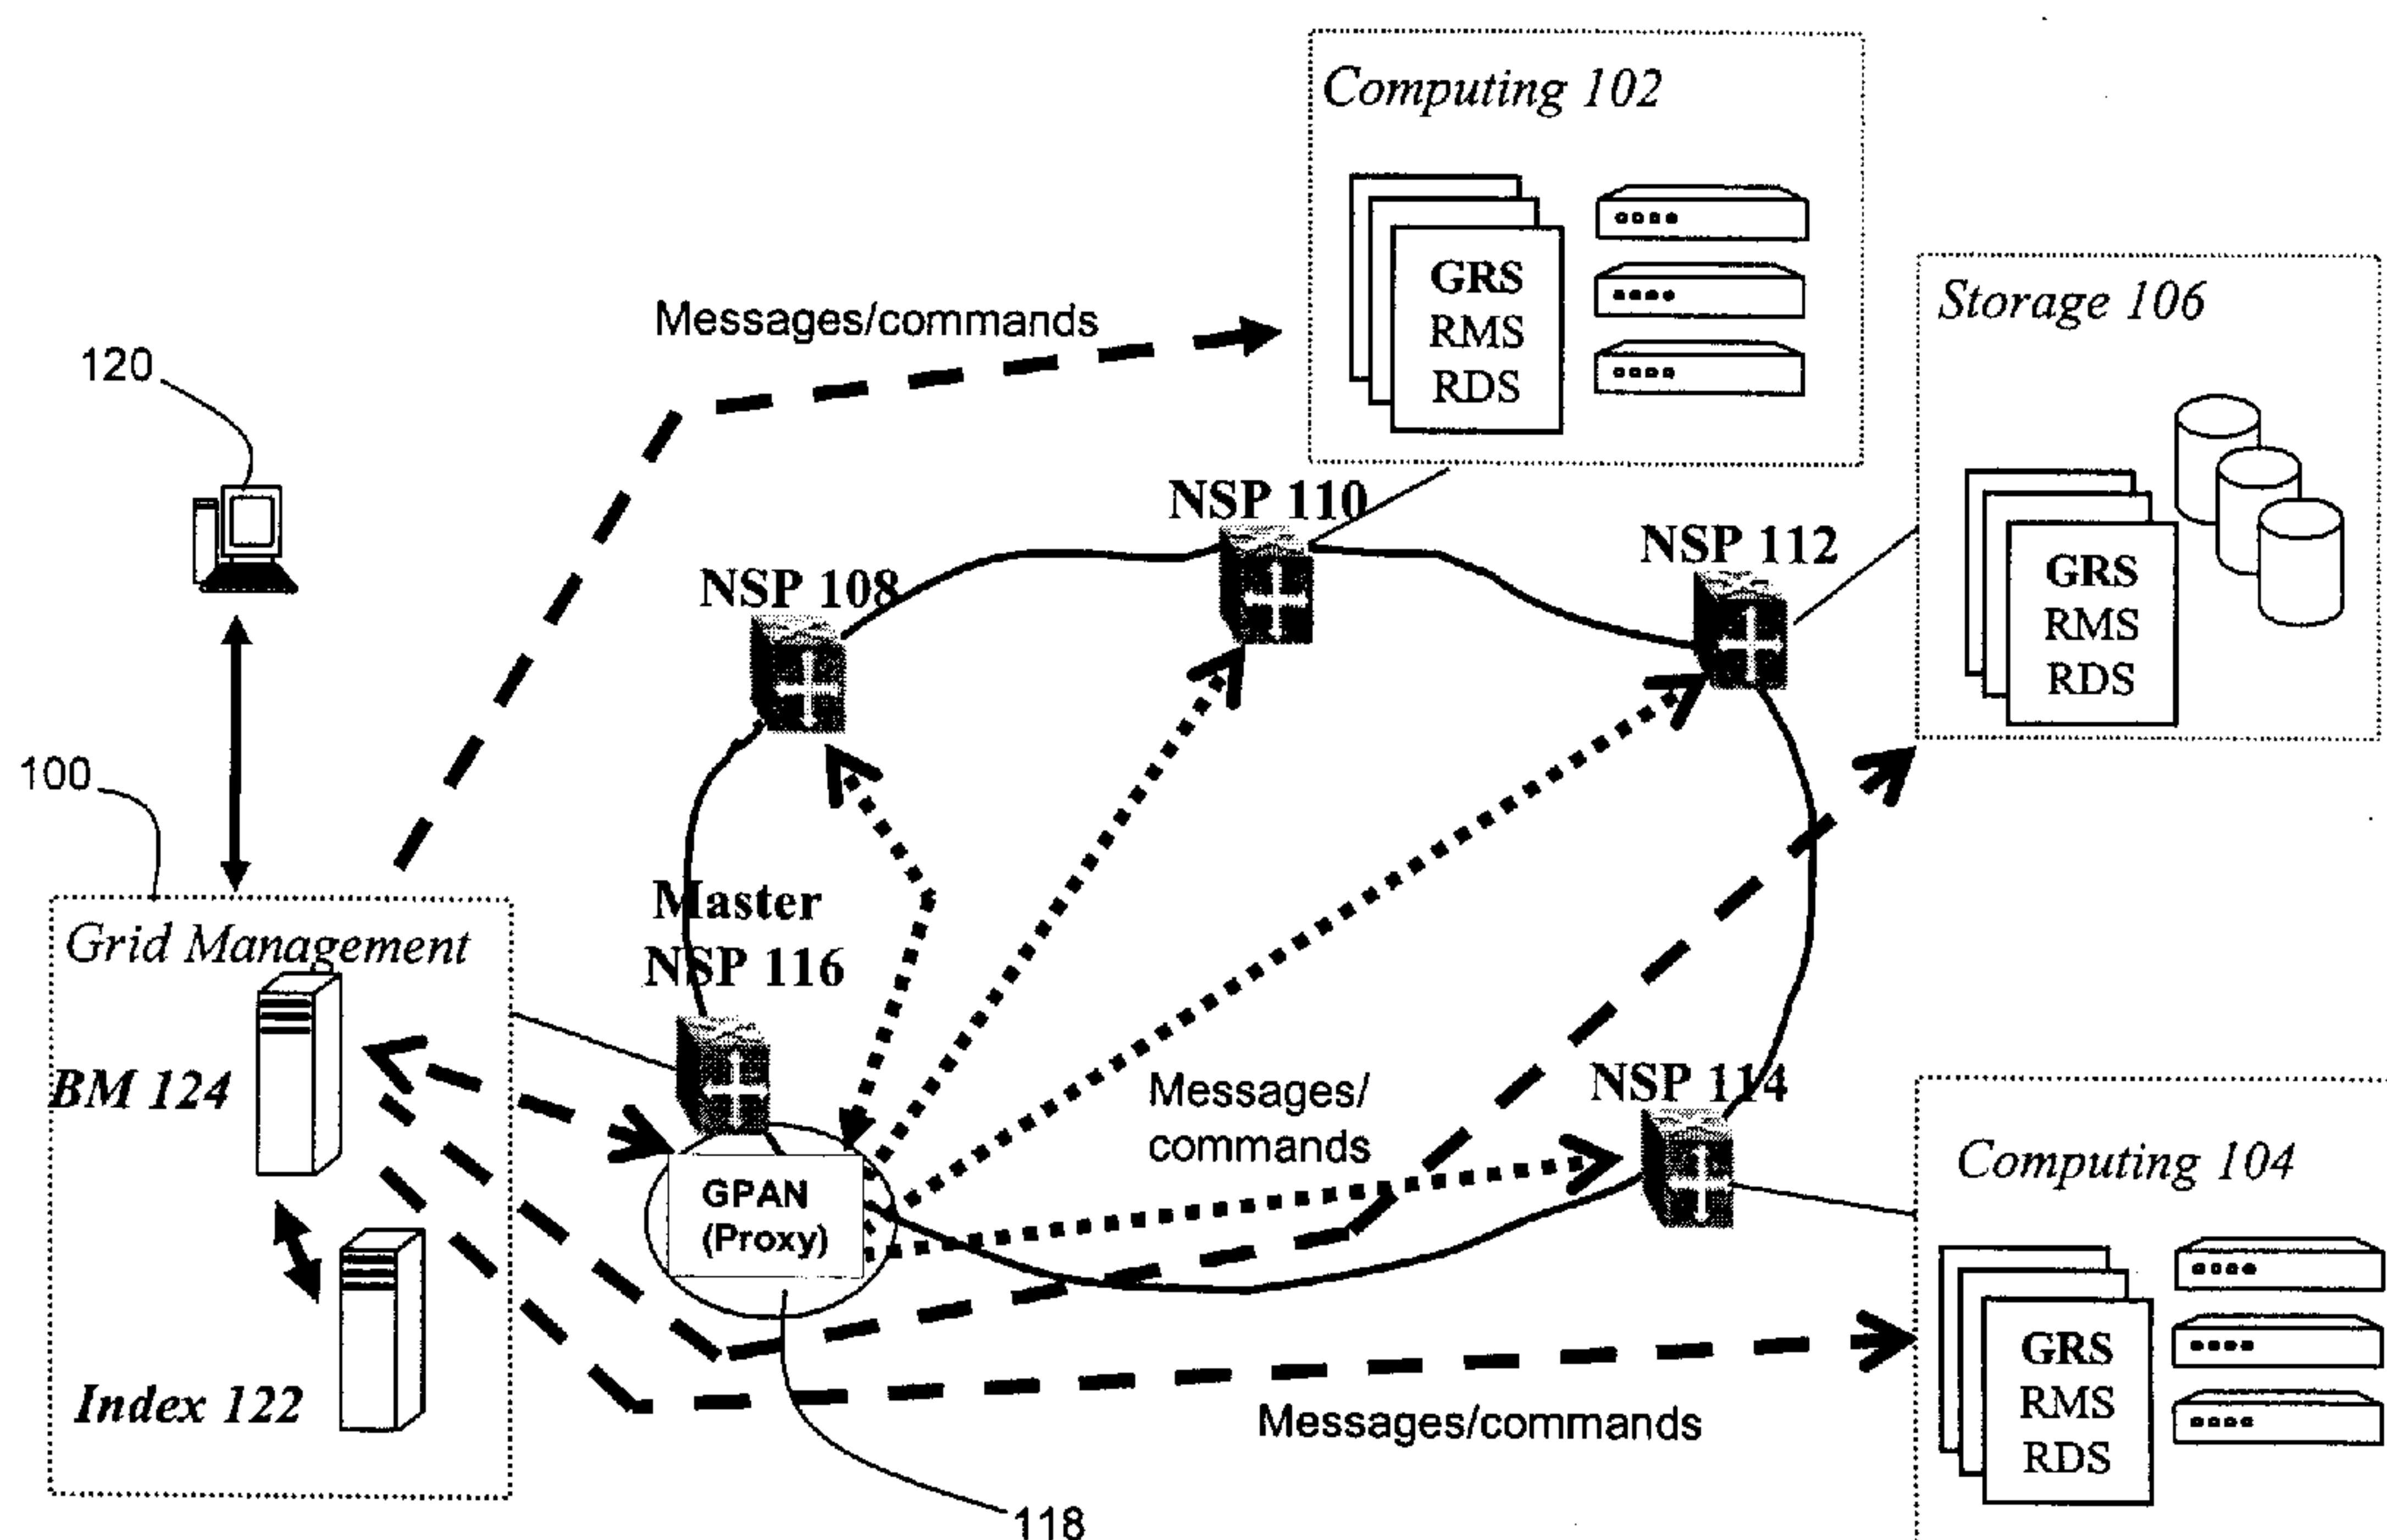 Computing 102
GRS
RMS
RDS
Storage 106
GRS
RMS
RDS
Messages/commands
120
NSP 110
NSP 112
NSP 108
100
Master
NSP 116
Grid Management
BM 124
Index 122
GPAN
(Proxy)
Messages/
commands
NSP 114
Computing 104
GRS
RMS
RDS
Messages/commands
118